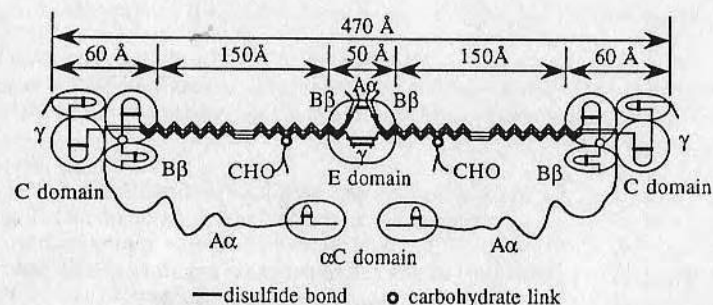 470 Å
60 Å 150Å 50 Å 150Å 60 Å
Aα
Bβ Bβ
γ γ γ
CHO E domain CHO
Bβ Bβ
C domain C domain
Aα αC domain Aα
disulfide bond carbohydrate link